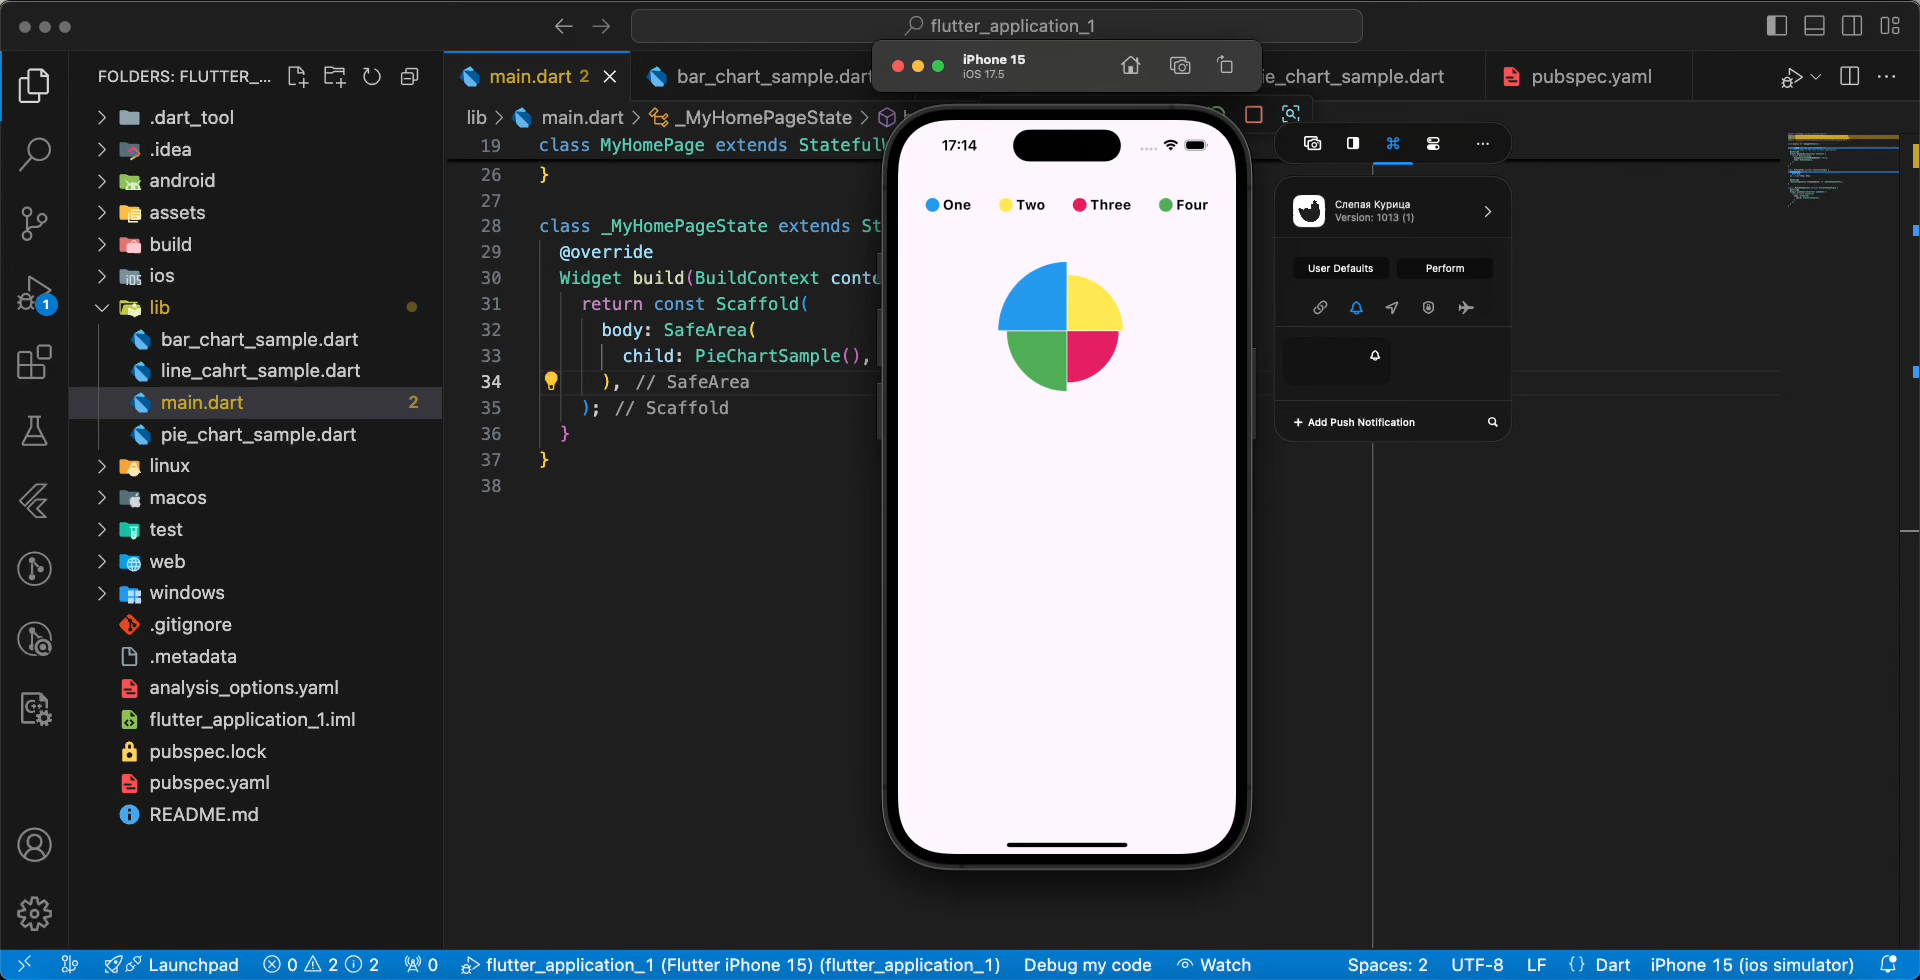 flutter_application_1
FOLDERS: FLUTTER_...
main.dart 2
bar_chart_sample.dart
ie_chart_sample.dart
pubspec.yaml
iPhone 15
iOS 17.5
lib > main.dart > _MyHomePageState >
.dart_tool
.idea
android
assets
build
ios
lib
bar_chart_sample.dart
line_cahrt_sample.dart
main.dart 2
pie_chart_sample.dart
linux
macos
test
web
windows
.gitignore
.metadata
analysis_options.yaml
flutter_application_1.iml
pubspec.lock
pubspec.yaml
README.md
1
19 class MyHomePage extends Stateful
26 }
27
28 class _MyHomePageState extends St
29 @override
30 Widget build(BuildContext conte
31 return const Scaffold(
32 body: SafeArea(
33 child: PieChartSample(),
34 ), // SafeArea
35 ); // Scaffold
36 }
37 }
38
17:14
One Two Three Four
Слепая Курица
Version: 1013 (1)
User Defaults Perform
+ Add Push Notification
Launchpad 0 2 2 0 flutter_application_1 (Flutter iPhone 15) (flutter_application_1) Debug my code Watch Spaces: 2 UTF-8 LF {} Dart iPhone 15 (ios simulator)